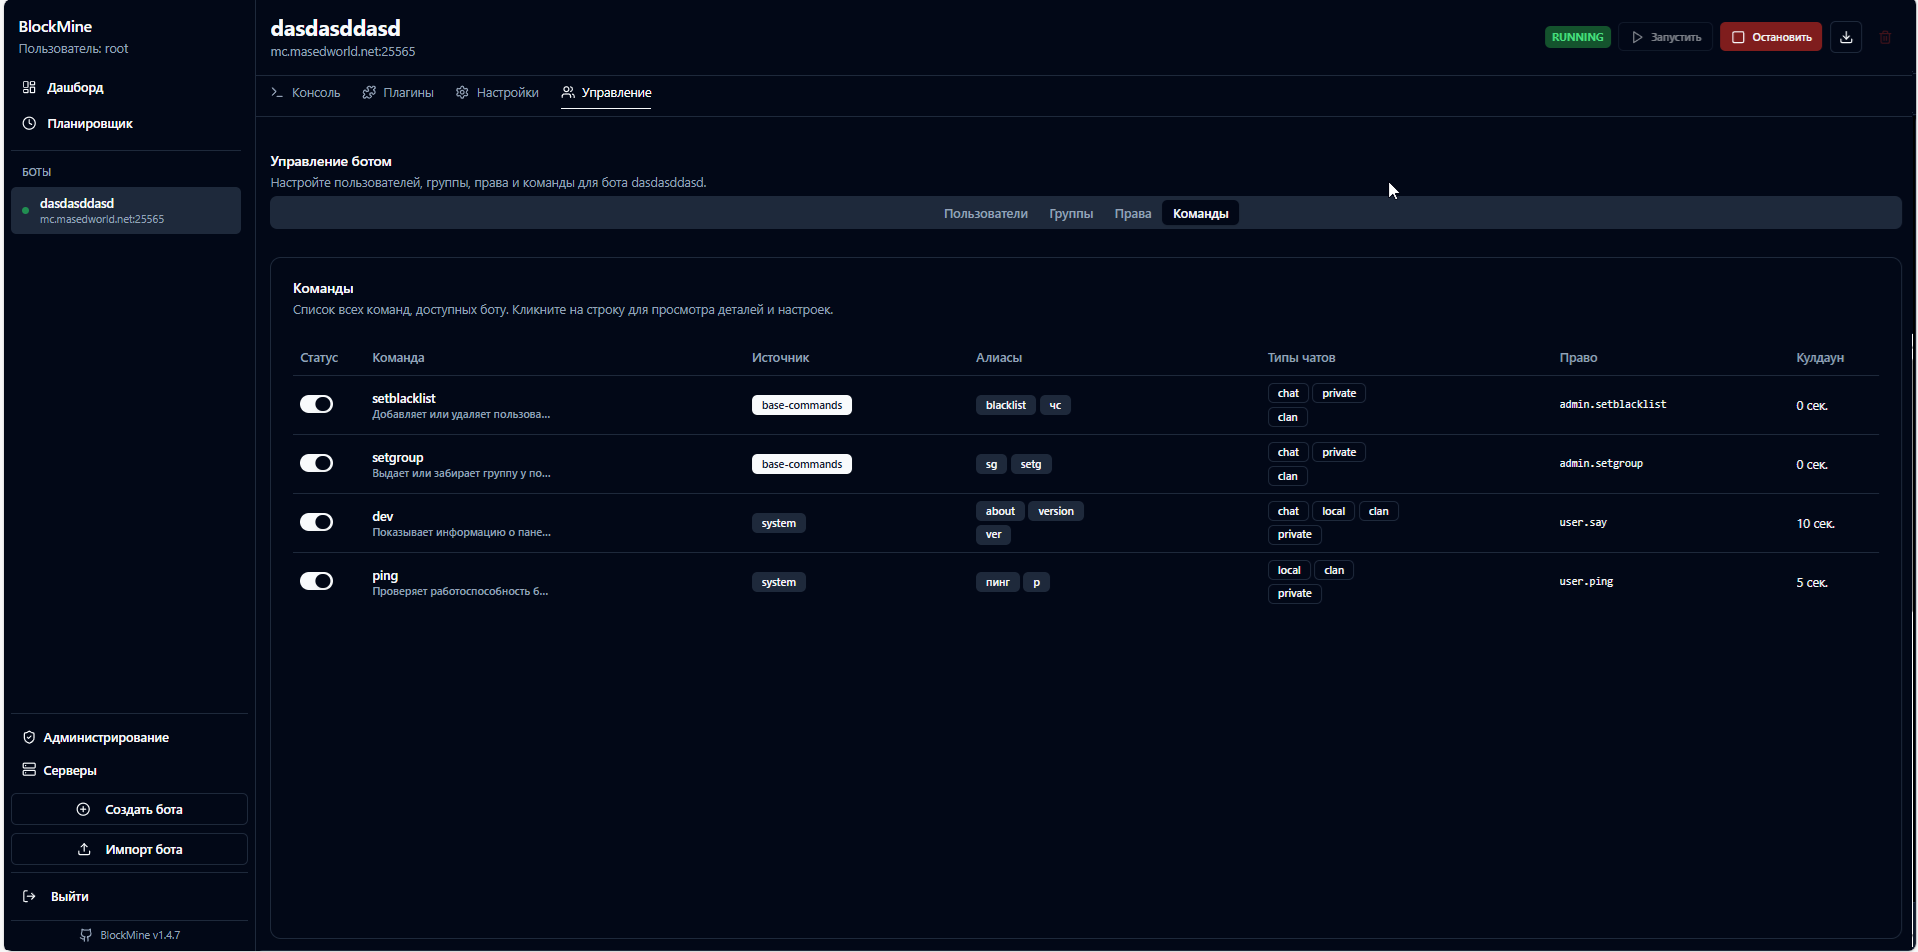 BlockMine
Пользователь: root
Дашборд
Планировщик
БОТЫ
dasdasddasd
mc.masedworld.net:25565
Администрирование
Серверы
Создать бота
Импорт бота
Выйти
BlockMine v1.4.7
dasdasddasd
mc.masedworld.net:25565
RUNNING
Запустить
Остановить
Консоль
Плагины
Настройки
Управление
Управление ботом
Настройте пользователей, группы, права и команды для бота dasdasddasd.
Пользователи
Группы
Права
Команды
Команды
Список всех команд, доступных боту. Кликните на строку для просмотра деталей и настроек.
Статус Команда Источник Алиасы Типы чатов Право Кулдаун
setblacklist
Добавляет или удаляет пользова...
base-commands
blacklist чс
chat private
clan
admin.setblacklist
0 сек.
setgroup
Выдает или забирает группу у по...
base-commands
sg setg
chat private
clan
admin.setgroup
0 сек.
dev
Показывает информацию о пане...
system
about version
ver
chat local clan
private
user.say
10 сек.
ping
Проверяет работоспособность б...
system
пинг p
local clan
private
user.ping
5 сек.